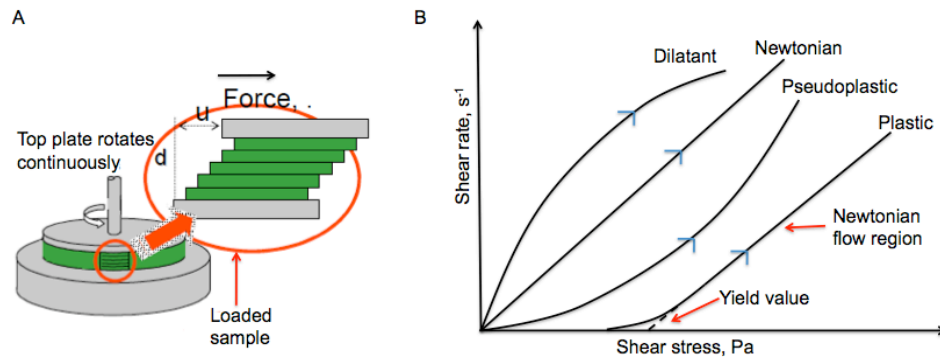 A
Force, .
u
d
Top plate rotates
continuously
Loaded
sample
B
Shear rate, s-1
Dilatant
Newtonian
Pseudoplastic
Plastic
Newtonian
flow region
Yield value
Shear stress, Pa